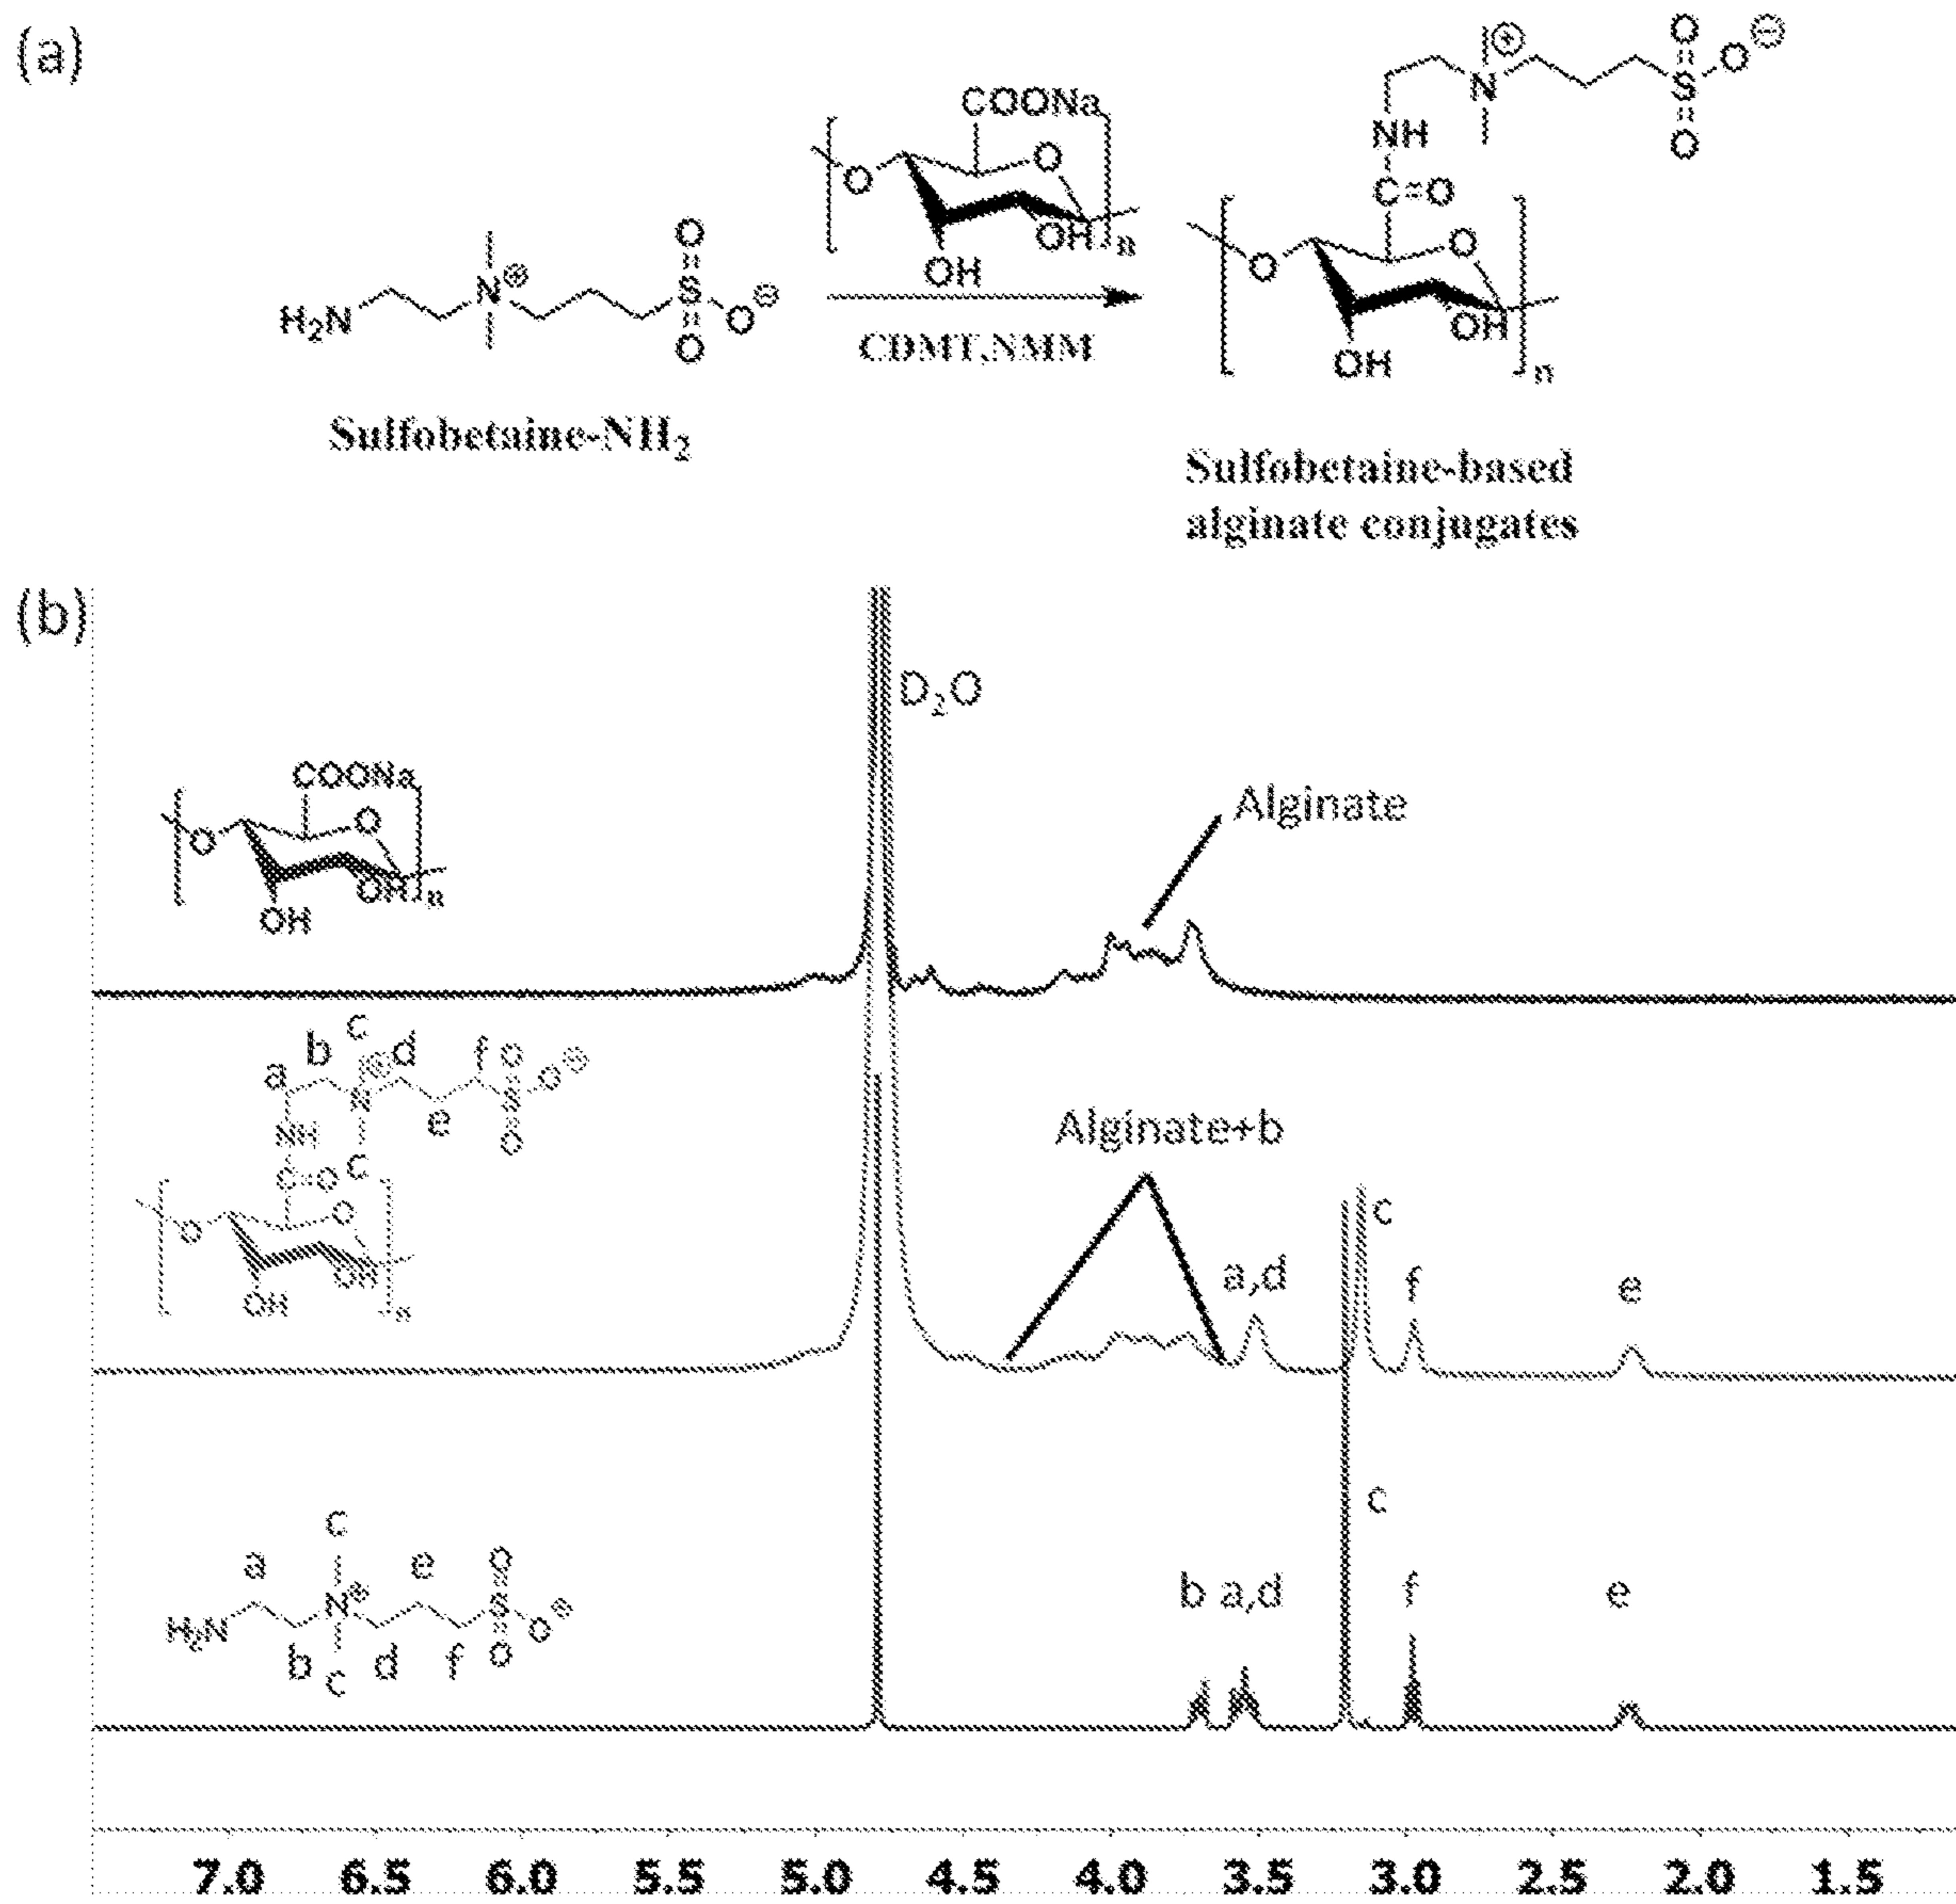 (a)
O
O
S
O ⊖
O
⊕
N
NH
C=O
O
O
OH
OH
n
COONa
O
O
OH
OH
n
H₂N
N ⊕
O
S
O ⊖
O
CDMT,NMM
Sulfobetaine-NH₂
Sulfobetaine-based
alginate conjugates
(b)
D₂O
COONa
O
O
OH
OH
n
Alginate
c
b
d
f
a
e
c
N ⊕
O
S
O ⊖
O
NH
C=O
O
O
OH
OH
n
Alginate+b
a,d
c
f
e
c
a
e
H₂N
N ⊕
O
S
O ⊖
O
b
c
d
f
c
b a,d
f
e
7.0 6.5 6.0 5.5 5.0 4.5 4.0 3.5 3.0 2.5 2.0 1.5